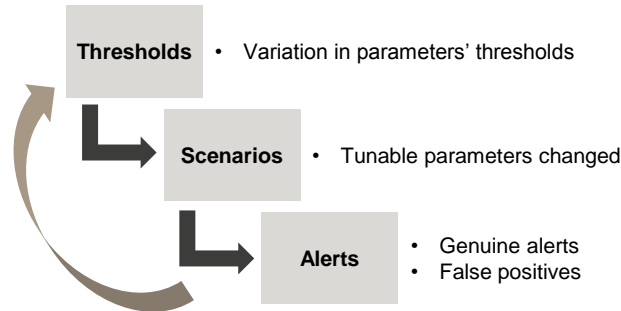 Thresholds • Variation in parameters’ thresholds
Scenarios • Tunable parameters changed
Alerts
• Genuine alerts
• False positives